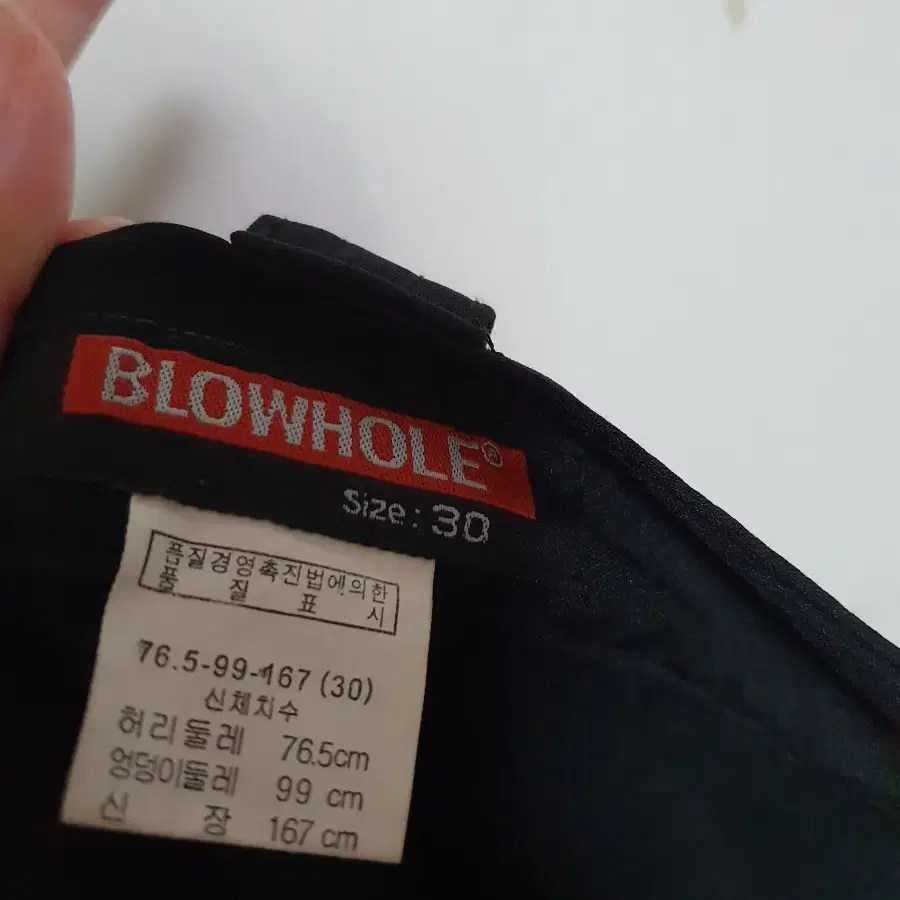 BLOWHOLE®
Size: 30
품질경영촉진법에의한
품 질 표 시
76.5-99-167 (30)
신체치수
허리둘레 76.5cm
엉덩이둘레 99 cm
신 장 167 cm